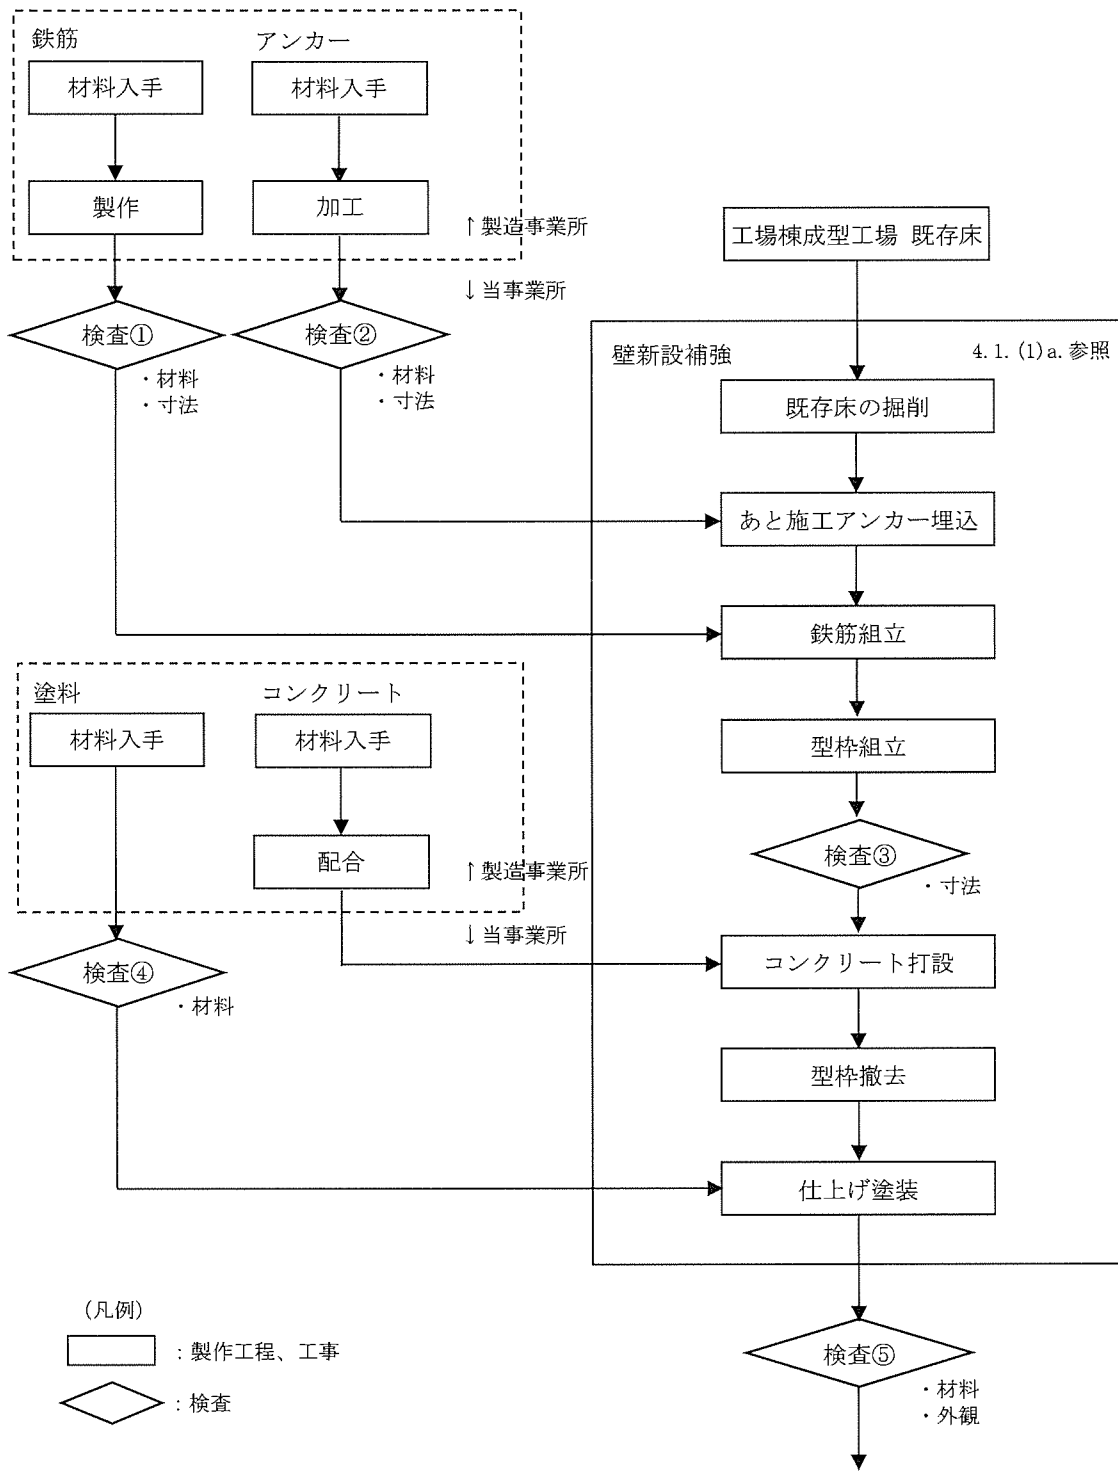 鉄筋
アンカー
材料入手
材料入手
製作
加工
↑製造事業所
↓当事業所
検査①
・材料
・寸法
検査②
・材料
・寸法
工場棟成型工場 既存床
壁新設補強
4.1.(1)a.参照
既存床の掘削
あと施工アンカー埋込
鉄筋組立
型枠組立
検査③
・寸法
塗料
コンクリート
材料入手
材料入手
配合
↑製造事業所
↓当事業所
検査④
・材料
コンクリート打設
型枠撤去
仕上げ塗装
検査⑤
・材料
・外観
(凡例)
：製作工程、工事
：検査